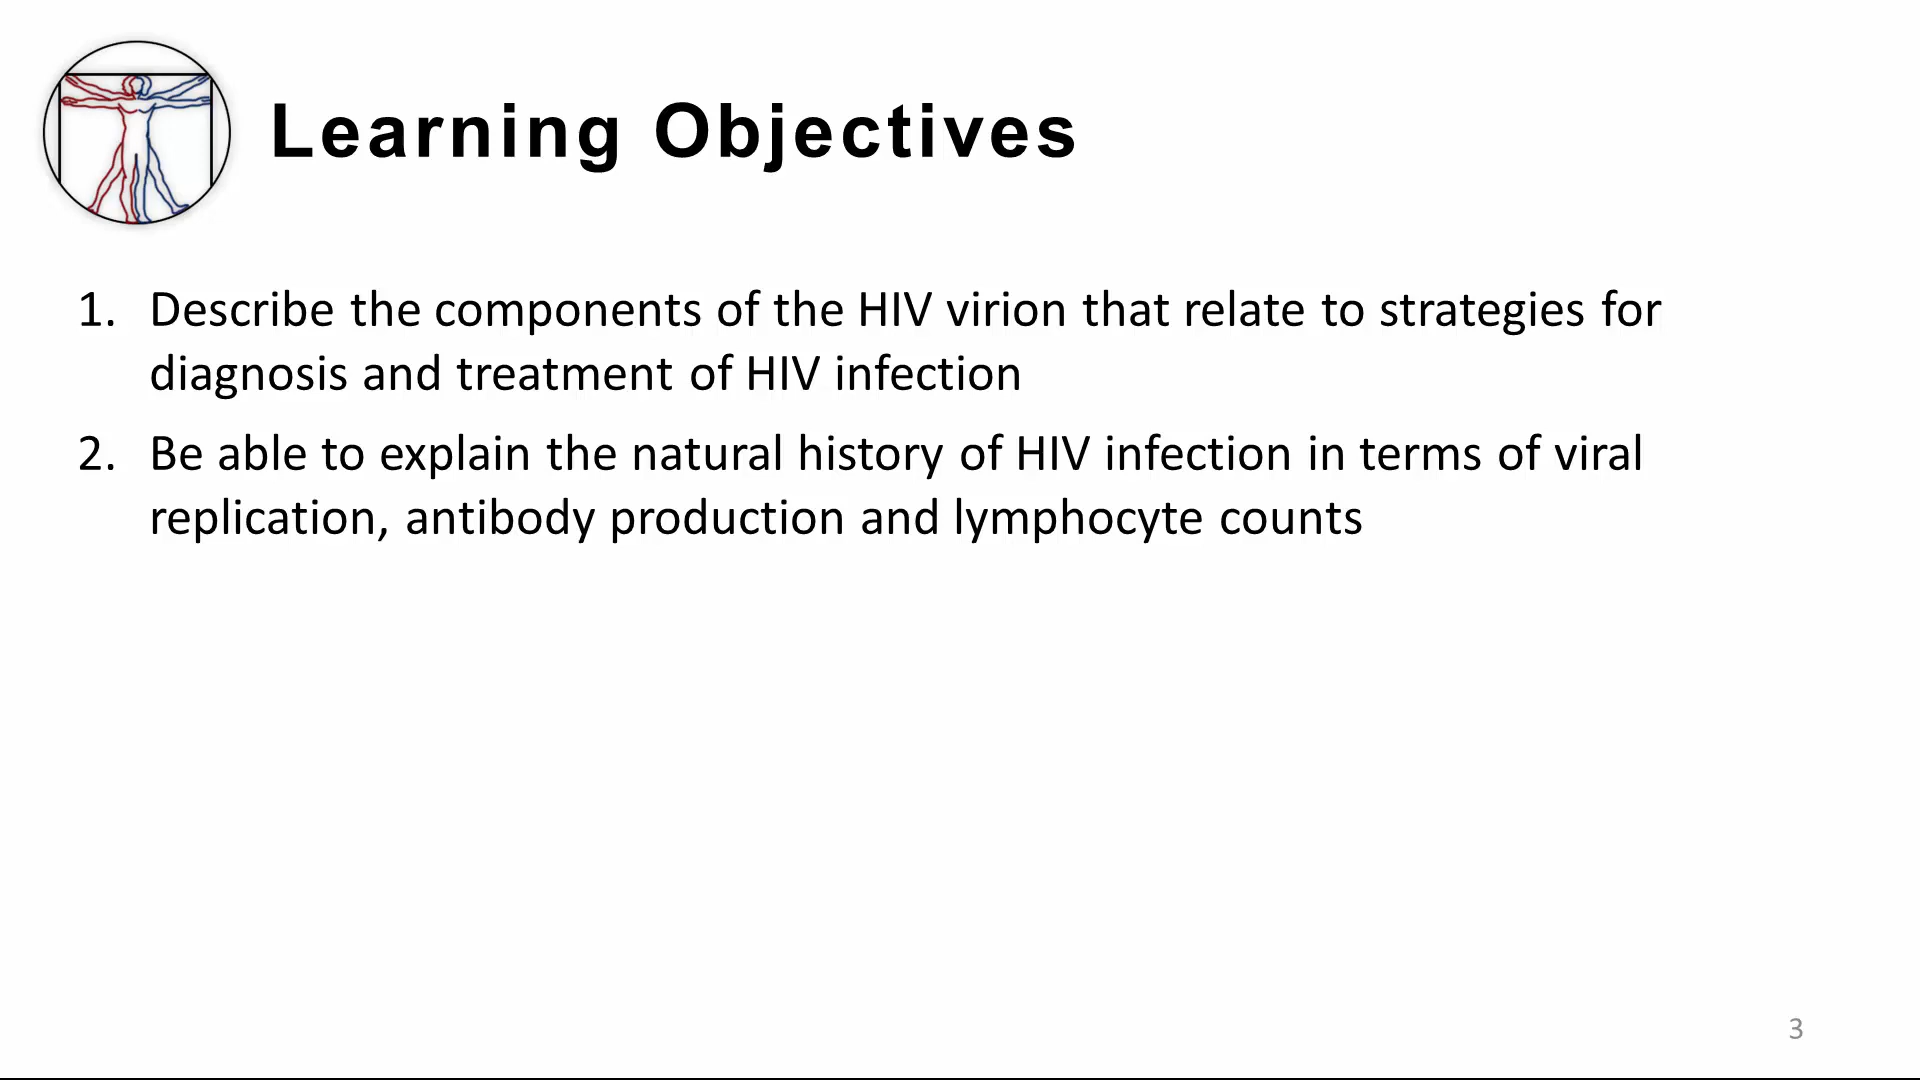 Learning Objectives
1. Describe the components of the HIV virion that relate to strategies for
diagnosis and treatment of HIV infection
2. Be able to explain the natural history of HIV infection in terms of viral
replication, antibody production and lymphocyte counts
3